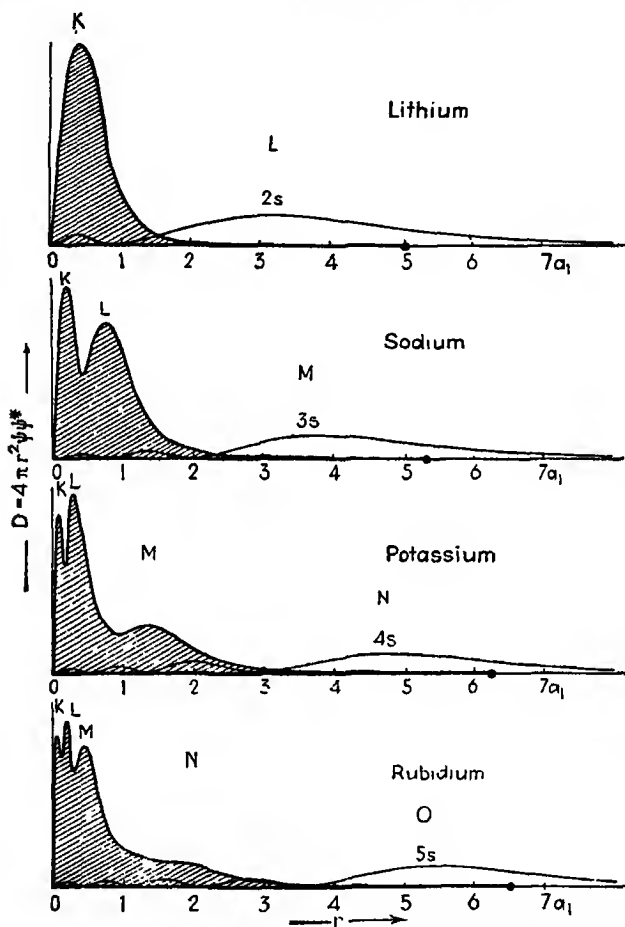 K
Lithium
L
2s
0 1 2 3 4 5 6 7a₁
K
L
Sodium
M
3s
0 1 2 3 4 5 6 7a₁
D = 4πr²ψψ*
K L
M
Potassium
N
4s
0 1 2 3 4 5 6 7a₁
K L
M
N
Rubidium
O
5s
0 1 2 3 4 5 6 7a₁
r